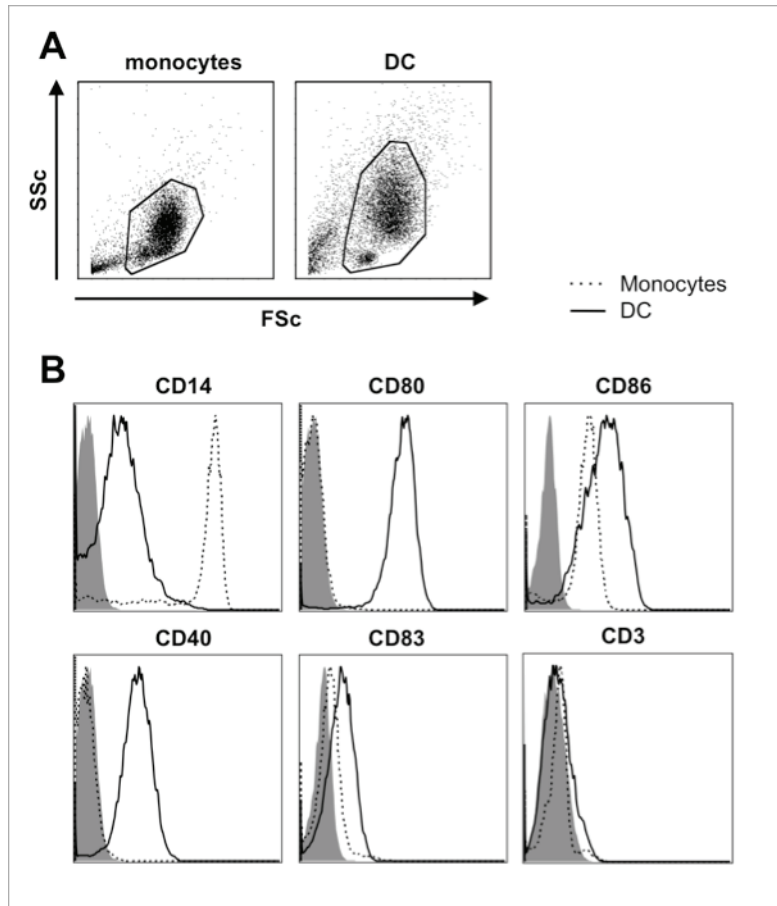 A
monocytes
DC
SSc
FSc
Monocytes
DC
B
CD14
CD80
CD86
CD40
CD83
CD3